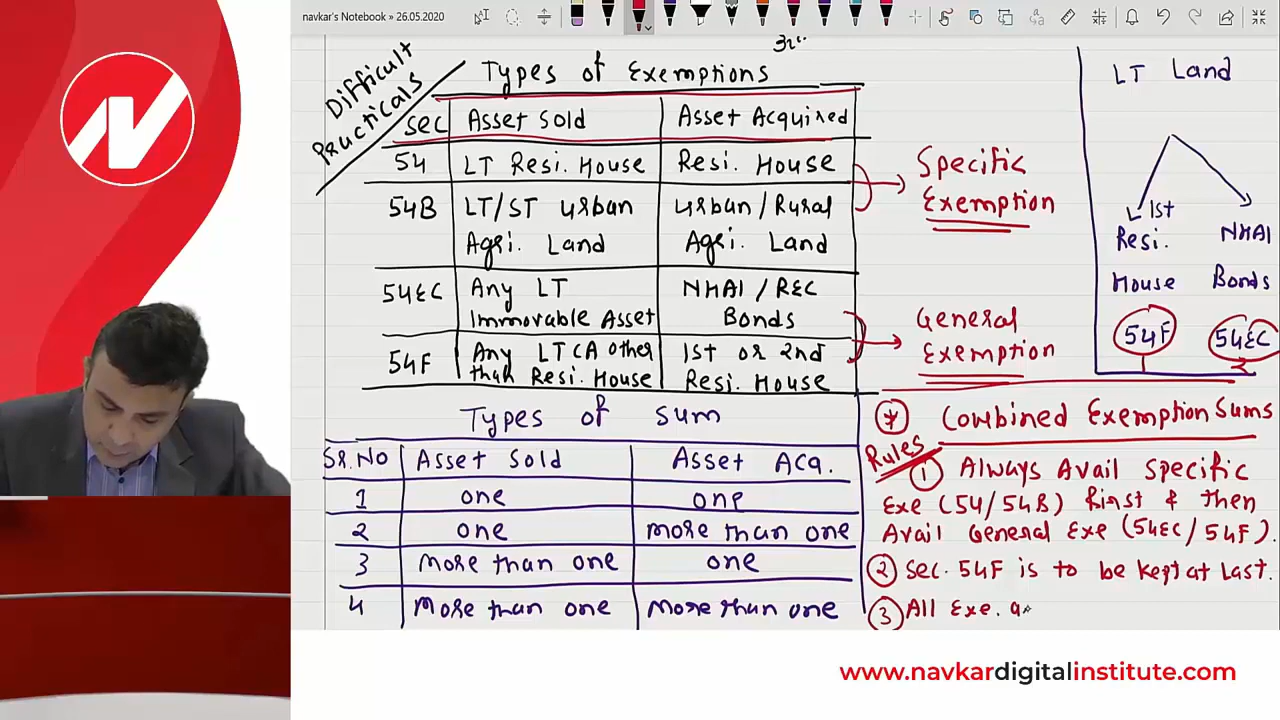 navkar's Notebook » 26.05.2020
Difficult
Practicals
Types of Exemptions
Sec Asset Sold Asset Acquired
54 LT Resi. House Resi. House
54B LT/ST urban urban/Rural
Agri. Land Agri. Land
54EC Any LT NHAI / REC
Immovable Asset Bonds
54F Any LTCA other 1st or 2nd
than Resi. House Resi. House
Specific
Exemption
General
Exemption
LT Land
1st
Resi. NHAI
House Bonds
54F 54EC
Types of Sum
Sr.No Asset Sold Asset Acq.
1 one one
2 one more than one
3 More than one one
4 More than one More than one
* Combined Exemption Sums
Rules
① Always Avail Specific
Exe (54/54B) first & then
Avail General Exe (54EC/54F).
② Sec. 54F is to be kept at Last.
③ All Exe.
www.navkardigitalinstitute.com